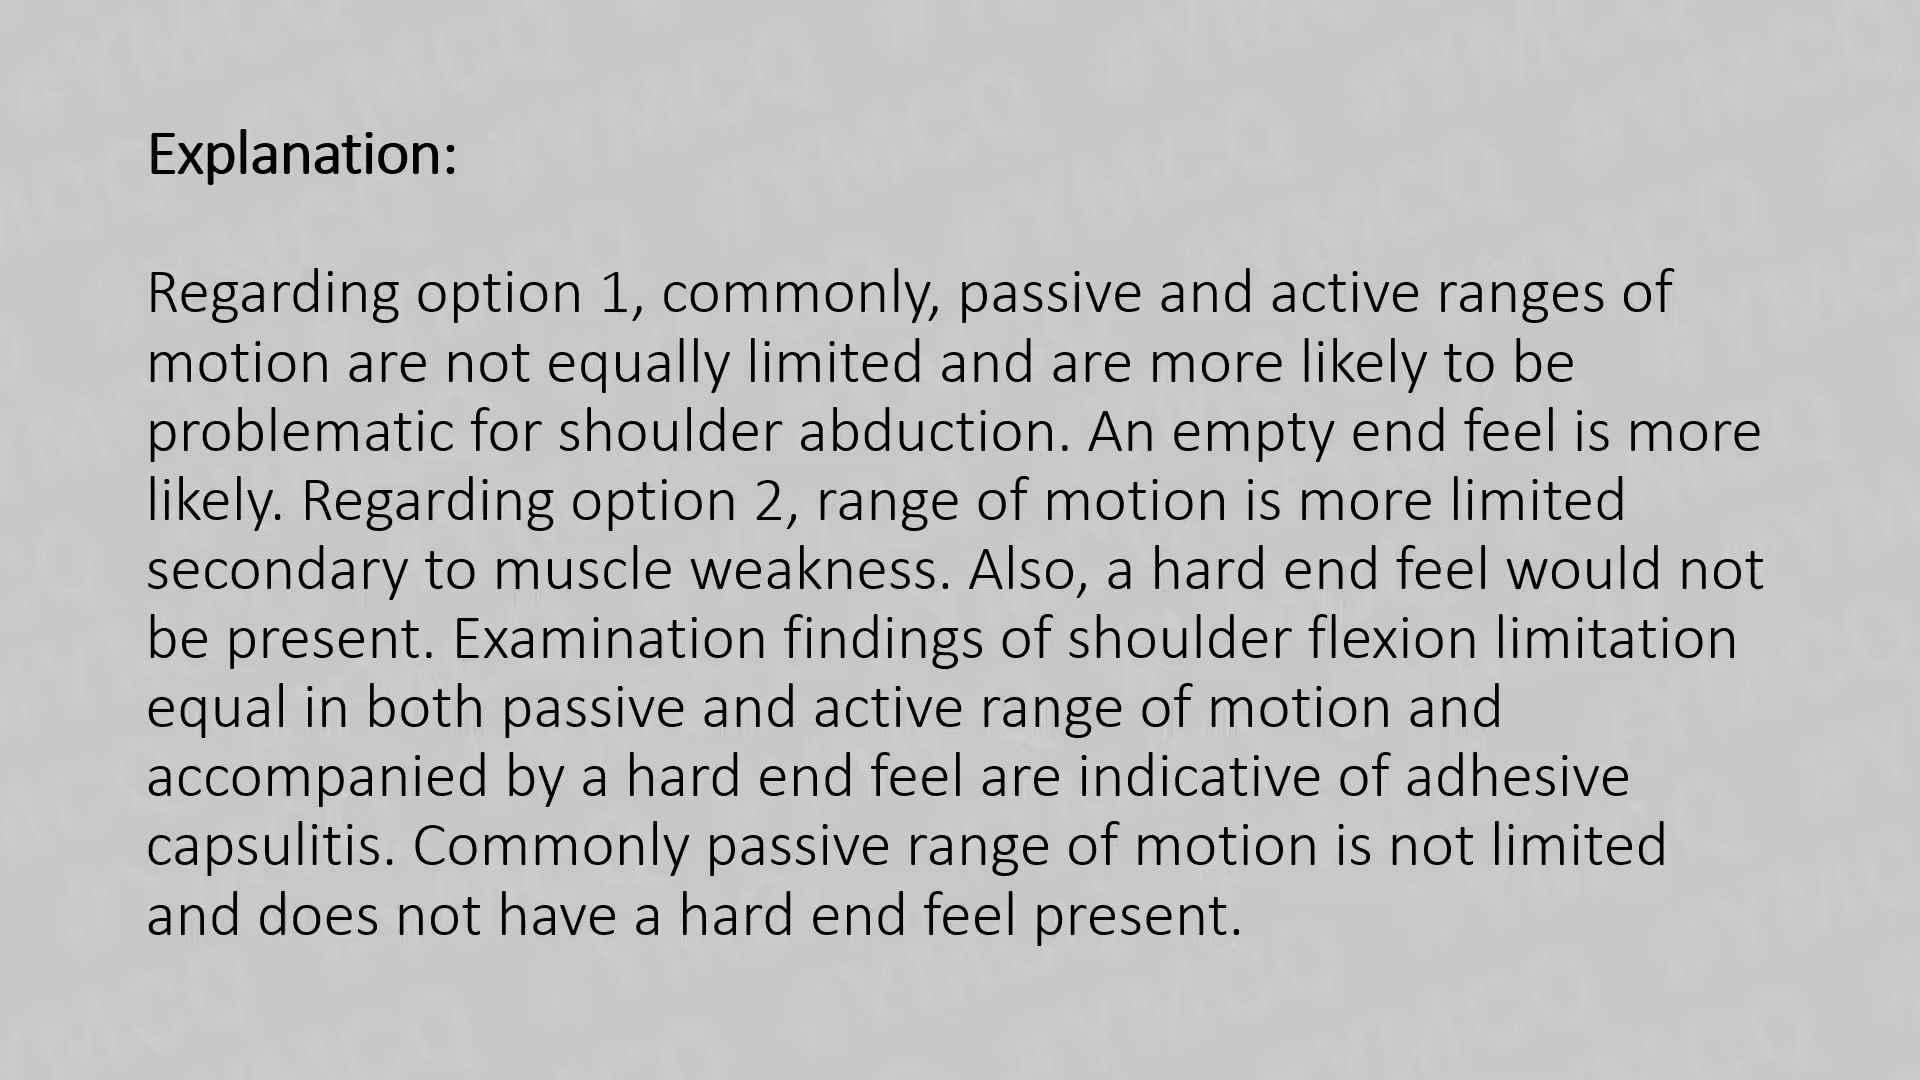 Explanation:
Regarding option 1, commonly, passive and active ranges of
motion are not equally limited and are more likely to be
problematic for shoulder abduction. An empty end feel is more
likely. Regarding option 2, range of motion is more limited
secondary to muscle weakness. Also, a hard end feel would not
be present. Examination findings of shoulder flexion limitation
equal in both passive and active range of motion and
accompanied by a hard end feel are indicative of adhesive
capsulitis. Commonly passive range of motion is not limited
and does not have a hard end feel present.